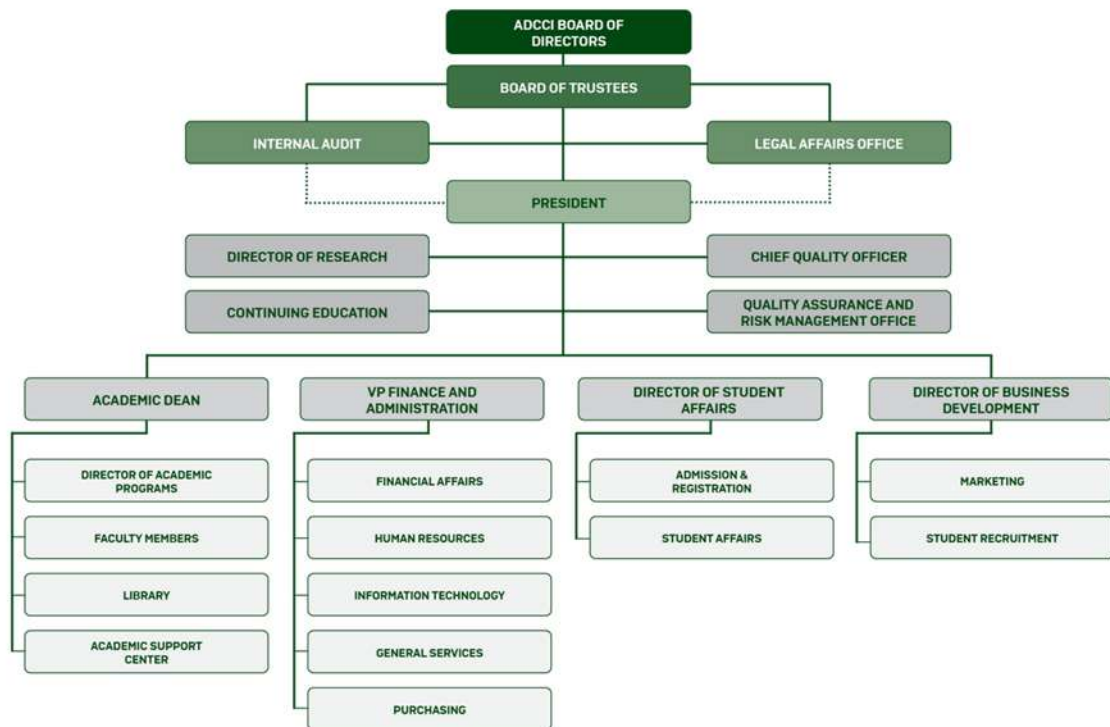 ADCCI BOARD OF
DIRECTORS
BOARD OF TRUSTEES
INTERNAL AUDIT
LEGAL AFFAIRS OFFICE
PRESIDENT
DIRECTOR OF RESEARCH
CHIEF QUALITY OFFICER
CONTINUING EDUCATION
QUALITY ASSURANCE AND
RISK MANAGEMENT OFFICE
ACADEMIC DEAN
DIRECTOR OF ACADEMIC
PROGRAMS
FACULTY MEMBERS
LIBRARY
ACADEMIC SUPPORT
CENTER
VP FINANCE AND
ADMINISTRATION
FINANCIAL AFFAIRS
HUMAN RESOURCES
INFORMATION TECHNOLOGY
GENERAL SERVICES
PURCHASING
DIRECTOR OF STUDENT
AFFAIRS
ADMISSION &
REGISTRATION
STUDENT AFFAIRS
DIRECTOR OF BUSINESS
DEVELOPMENT
MARKETING
STUDENT RECRUITMENT